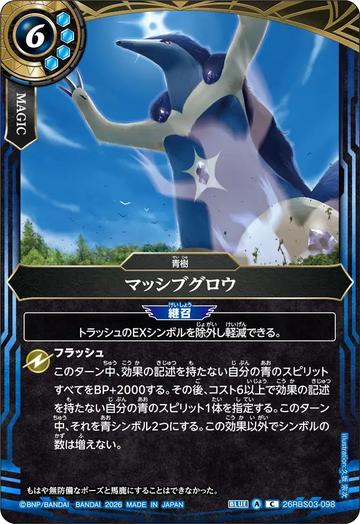 6
MAGIC
青樹
マッシブグロウ
継召
トラッシュのEXシンボルを除外し軽減できる。
フラッシュ
このターン中、効果の記述を持たない自分の青のスピリット
すべてをBP+2000する。その後、コスト6以上で効果の記述
を持たない自分の青のスピリット1体を指定する。このターン
中、それを青シンボル2つにする。この効果以外でシンボルの
数は増えない。
もはや無防備なポーズと馬鹿にすることはできなかった。
©BNP/BANDAI BANDAI 2026 MADE IN JAPAN
BLUE A C 26RBS03-098